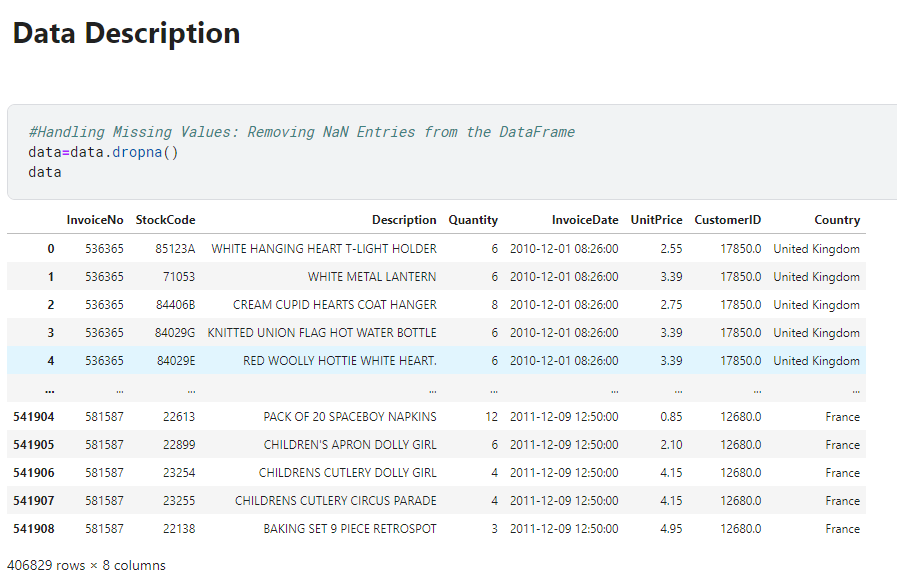 Data Description
#Handling Missing Values: Removing NaN Entries from the DataFrame
data=data.dropna()
data
InvoiceNo StockCode Description Quantity InvoiceDate UnitPrice CustomerID Country
0 536365 85123A WHITE HANGING HEART T-LIGHT HOLDER 6 2010-12-01 08:26:00 2.55 17850.0 United Kingdom
1 536365 71053 WHITE METAL LANTERN 6 2010-12-01 08:26:00 3.39 17850.0 United Kingdom
2 536365 84406B CREAM CUPID HEARTS COAT HANGER 8 2010-12-01 08:26:00 2.75 17850.0 United Kingdom
3 536365 84029G KNITTED UNION FLAG HOT WATER BOTTLE 6 2010-12-01 08:26:00 3.39 17850.0 United Kingdom
4 536365 84029E RED WOOLLY HOTTIE WHITE HEART. 6 2010-12-01 08:26:00 3.39 17850.0 United Kingdom
... ... ... ... ... ... ... ... ...
541904 581587 22613 PACK OF 20 SPACEBOY NAPKINS 12 2011-12-09 12:50:00 0.85 12680.0 France
541905 581587 22899 CHILDREN'S APRON DOLLY GIRL 6 2011-12-09 12:50:00 2.10 12680.0 France
541906 581587 23254 CHILDRENS CUTLERY DOLLY GIRL 4 2011-12-09 12:50:00 4.15 12680.0 France
541907 581587 23255 CHILDRENS CUTLERY CIRCUS PARADE 4 2011-12-09 12:50:00 4.15 12680.0 France
541908 581587 22138 BAKING SET 9 PIECE RETROSPOT 3 2011-12-09 12:50:00 4.95 12680.0 France
406829 rows × 8 columns